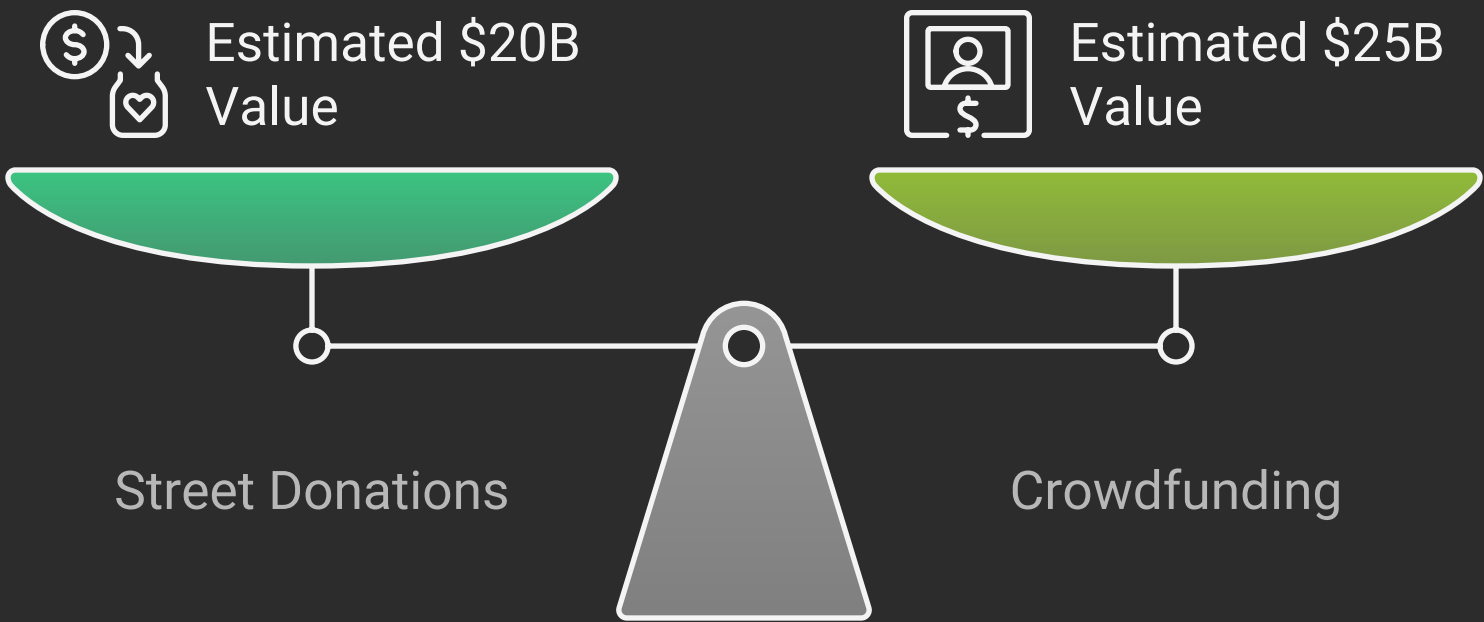 Estimated $20B
Value
Estimated $25B
Value
Street Donations
Crowdfunding